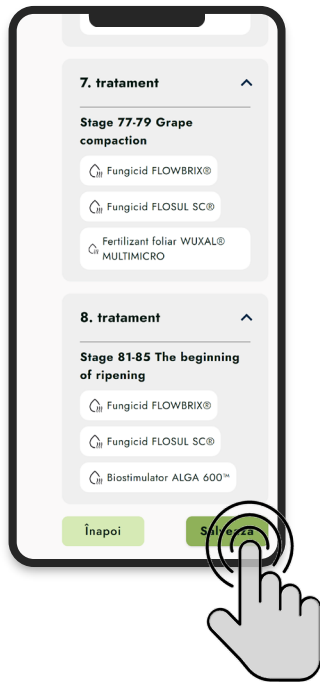 7. tratament
Stage 77-79 Grape
compaction
Fungicid FLOWBRIX®
Fungicid FLOSUL SC®
Fertilizant foliar WUXAL®
MULTIMICRO
8. tratament
Stage 81-85 The beginning
of ripening
Fungicid FLOWBRIX®
Fungicid FLOSUL SC®
Biostimulator ALGA 600™
Înapoi
Salvează